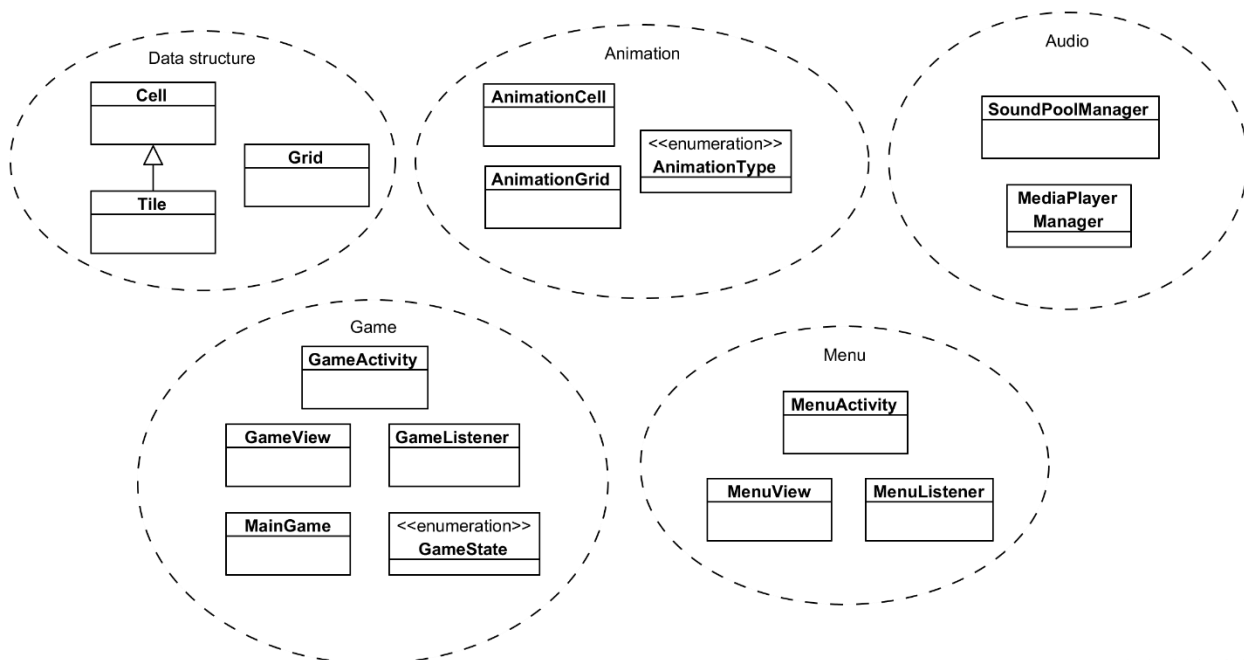 Data structure
Cell
Grid
Tile
Animation
AnimationCell
<<enumeration>>
AnimationType
AnimationGrid
Audio
SoundPoolManager
MediaPlayer
Manager
Game
GameActivity
GameView
GameListener
MainGame
<<enumeration>>
GameState
Menu
MenuActivity
MenuView
MenuListener